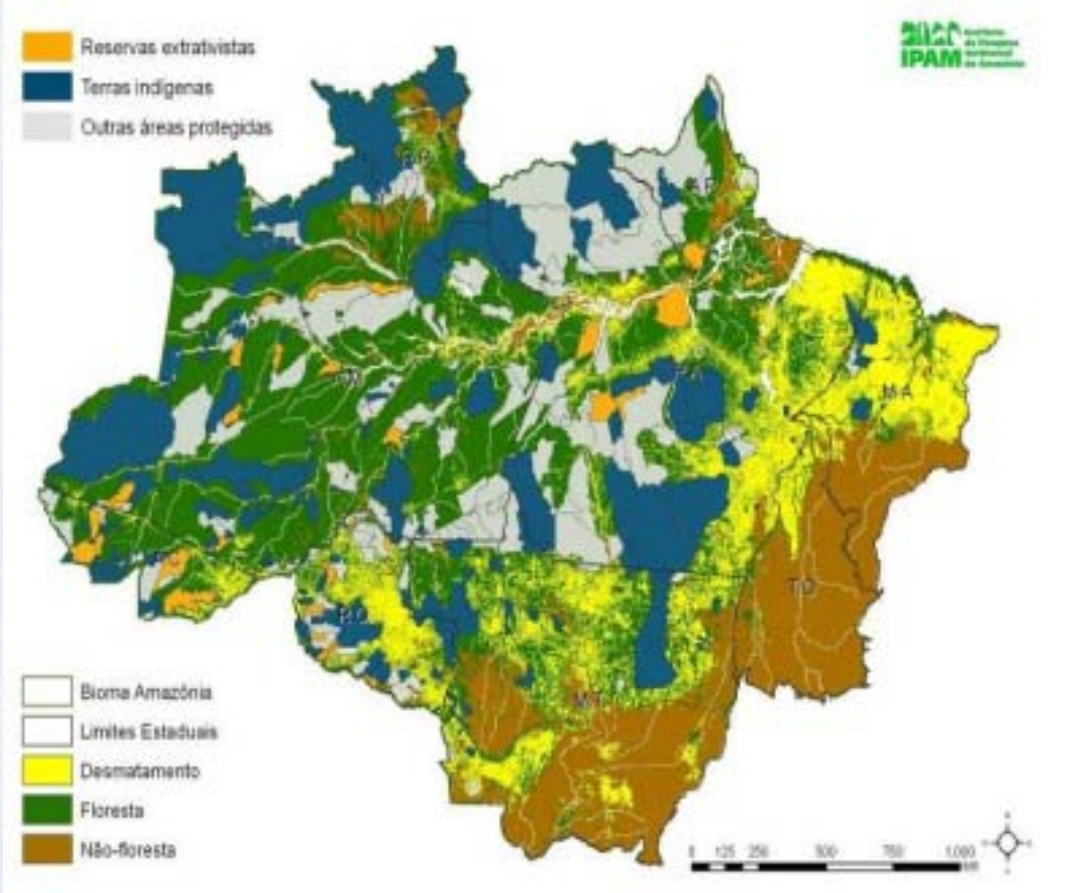 Reservas extrativistas
Terras indígenas
Outras áreas protegidas
IPAM
RR
AP
AM
PA
MA
TO
RO
MT
Bioma Amazônia
Limites Estaduais
Desmatamento
Floresta
Não-floresta
0 125 250 500 750 1.000